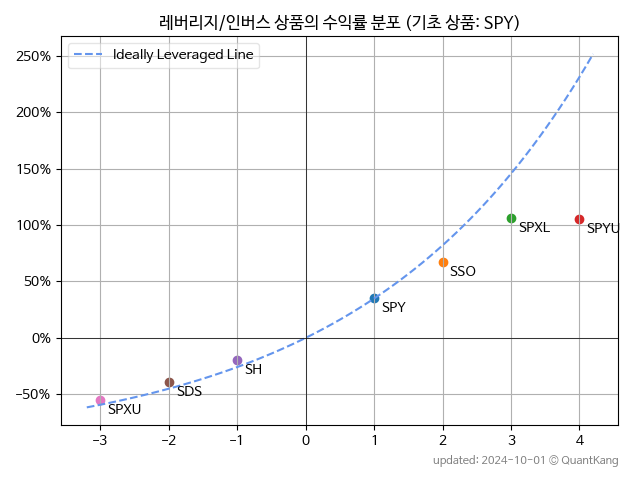 레버리지/인버스 상품의 수익률 분포 (기초 상품: SPY)
Ideally Leveraged Line
250%
200%
150%
100%
50%
0%
−50%
SPXL
SPYU
SSO
SPY
SH
SDS
SPXU
−3 −2 −1 0 1 2 3 4
updated: 2024-10-01 © QuantKang